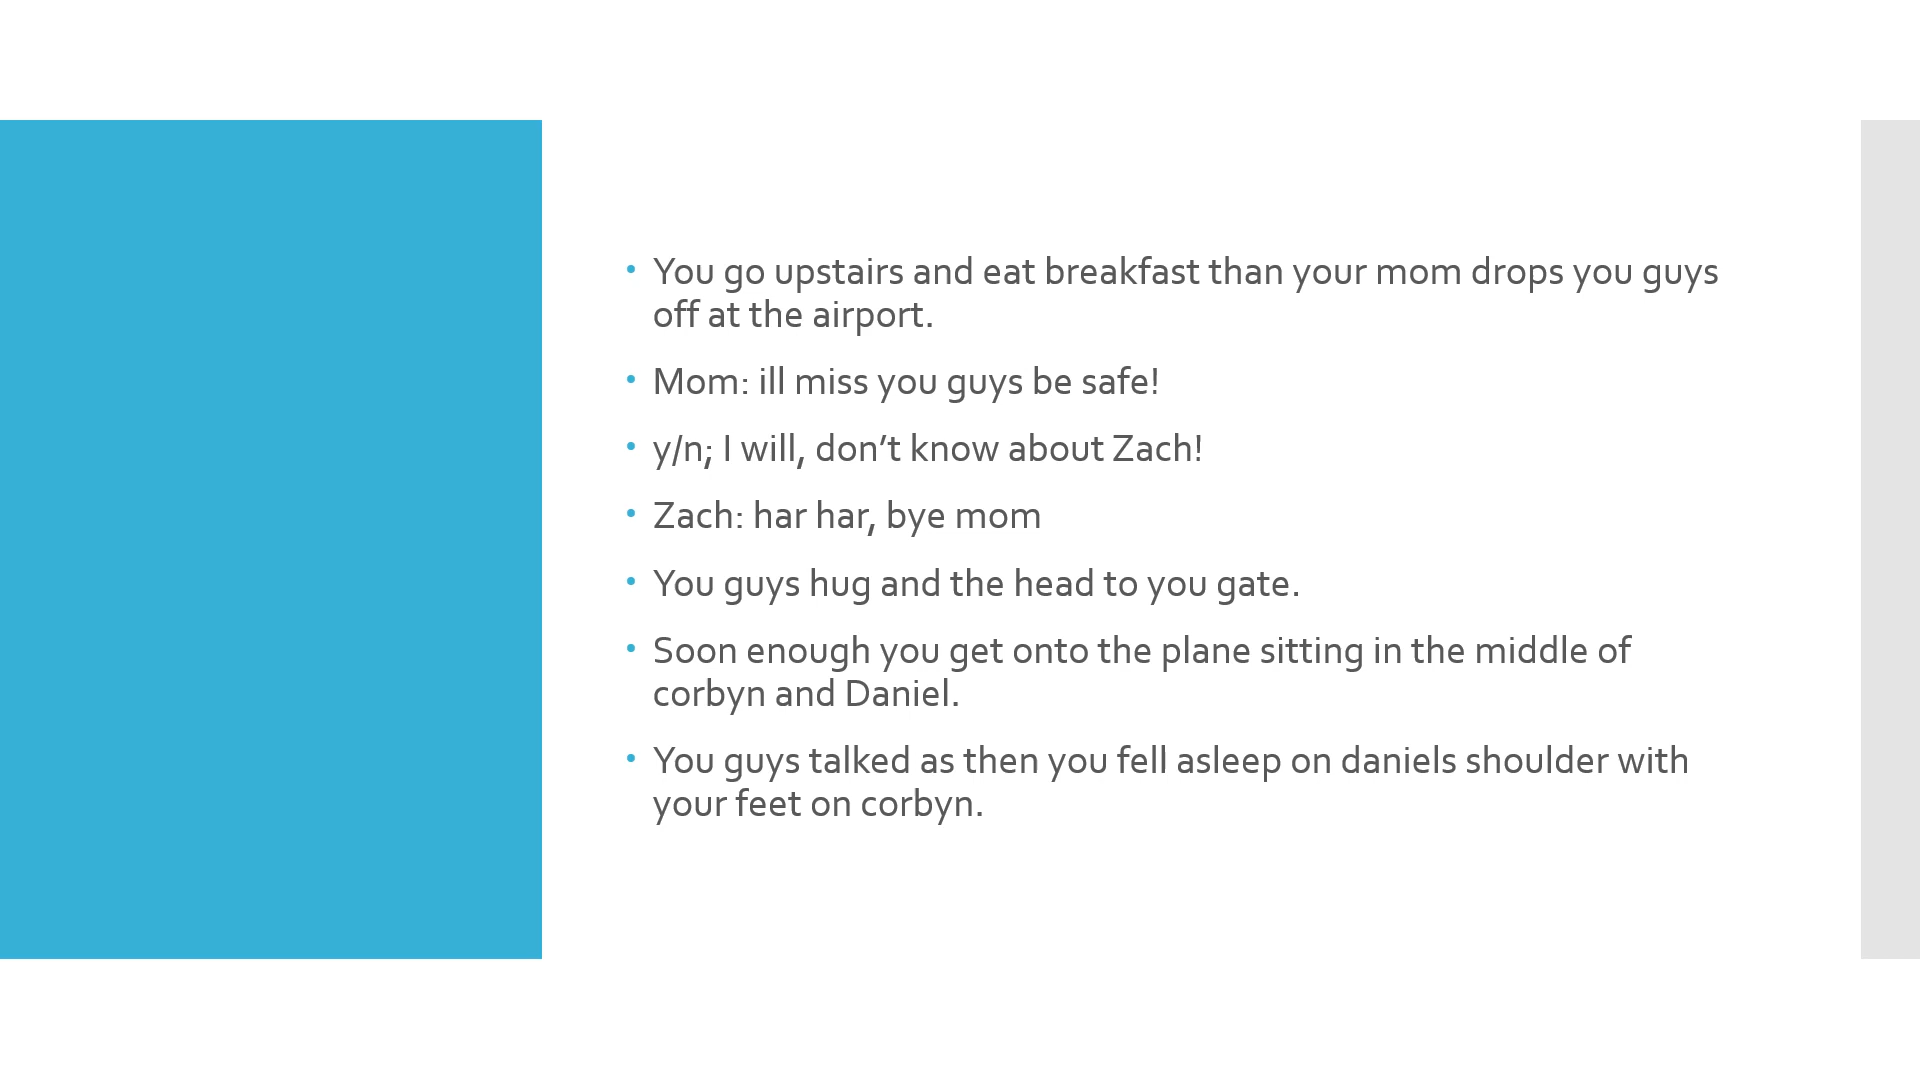 • You go upstairs and eat breakfast than your mom drops you guys
off at the airport.
• Mom: ill miss you guys be safe!
• y/n; I will, don’t know about Zach!
• Zach: har har, bye mom
• You guys hug and the head to you gate.
• Soon enough you get onto the plane sitting in the middle of
corbyn and Daniel.
• You guys talked as then you fell asleep on daniels shoulder with
your feet on corbyn.